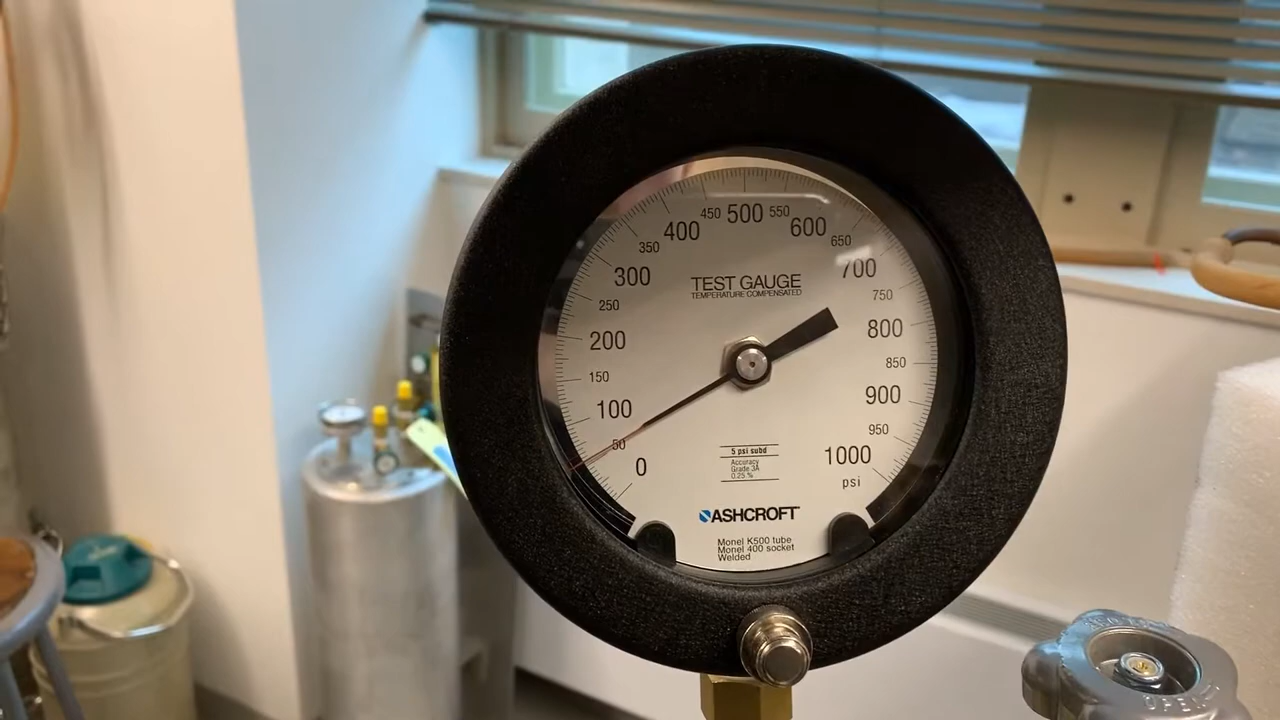 450 500 550
400 600
350 650
300 700
250 750
200 800
150 850
100 900
50 950
0 1000
psi
TEST GAUGE
TEMPERATURE COMPENSATED
5 psi subd
Accuracy
Grade 3A
0.25 %
ASHCROFT
Monel K500 tube
Monel 400 socket
Welded
OPEN